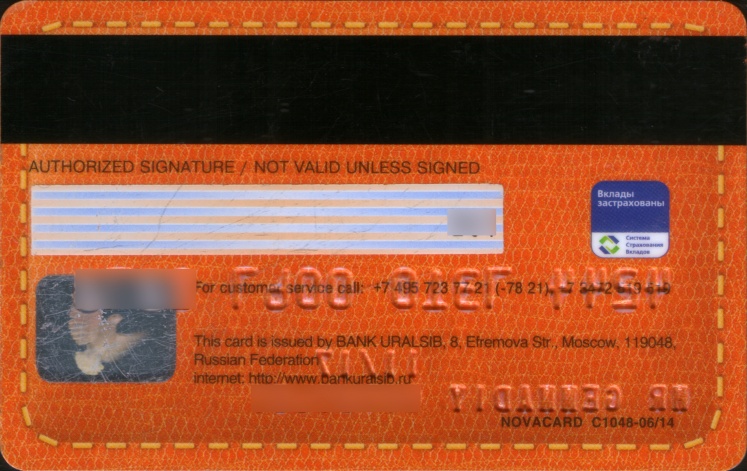 AUTHORIZED SIGNATURE / NOT VALID UNLESS SIGNED
Вклады
застрахованы
Система
Страхования
Вкладов
For customer service call: +7 495 723 77 21 (-78 21),
This card is issued by BANK URALSIB, 8, Efremova Str., Moscow, 119048,
Russian Federation
internet: http://www.bankuralsib.ru
MR GENNADIY
NOVACARD C1048-06/14